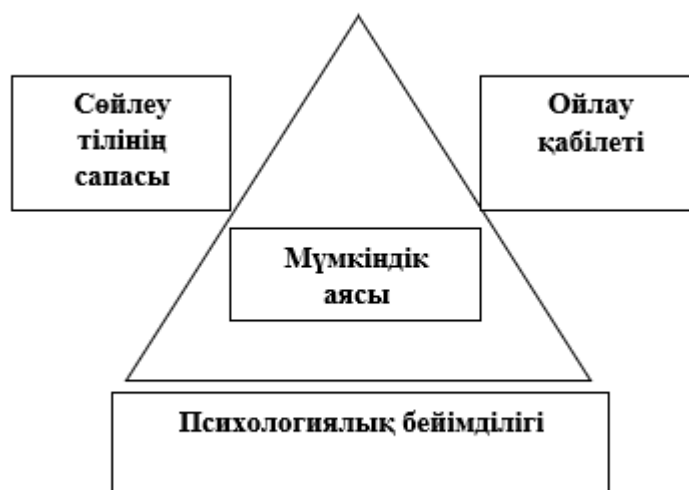 Сөйлеу
тілінің
сапасы
Ойлау
қабілеті
Мүмкіндік
аясы
Психологиялық бейімділігі